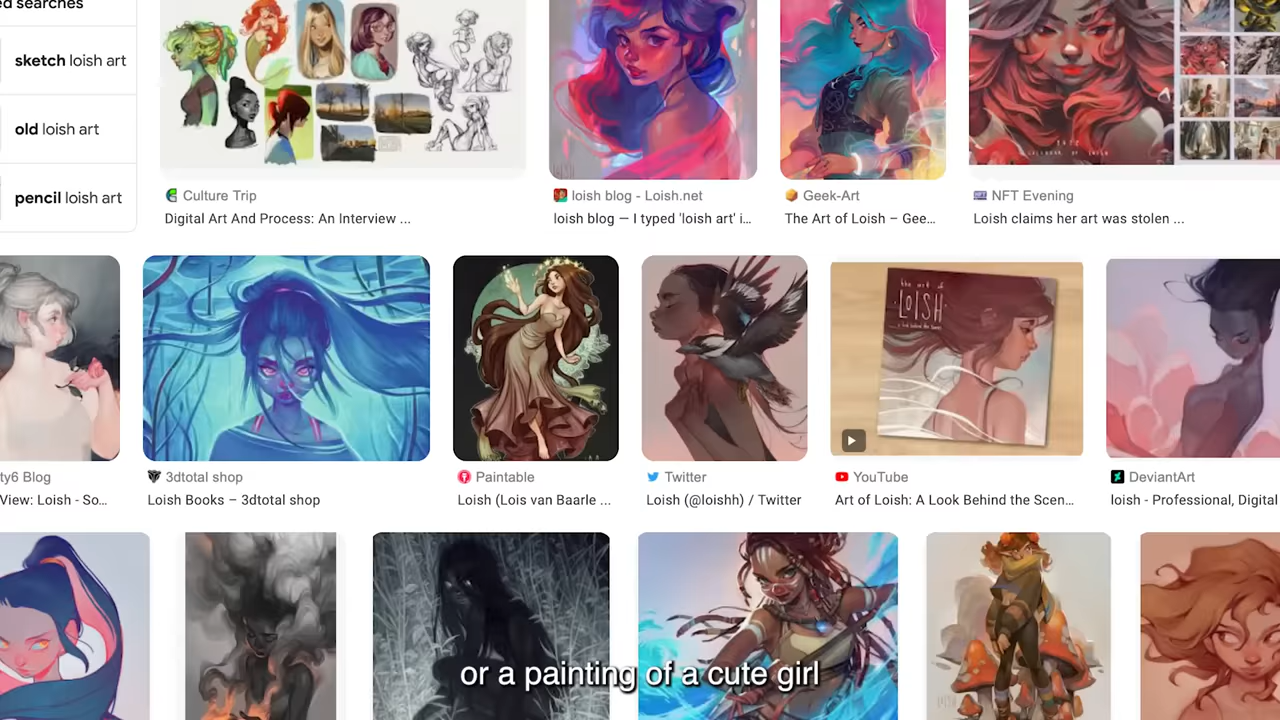 ed searches
sketch loish art
old loish art
pencil loish art
Culture Trip
Digital Art And Process: An Interview ...
loish blog - Loish.net
loish blog — I typed 'loish art' i...
Geek-Art
The Art of Loish – Gee...
NFT Evening
Loish claims her art was stolen ...
the art of
LOISH
a look behind the scenes
ty6 Blog
View: Loish - So...
3dtotal shop
Loish Books – 3dtotal shop
Paintable
Loish (Lois van Baarle ...
Twitter
Loish (@loishh) / Twitter
YouTube
Art of Loish: A Look Behind the Scen...
DeviantArt
loish - Professional, Digital
or a painting of a cute girl